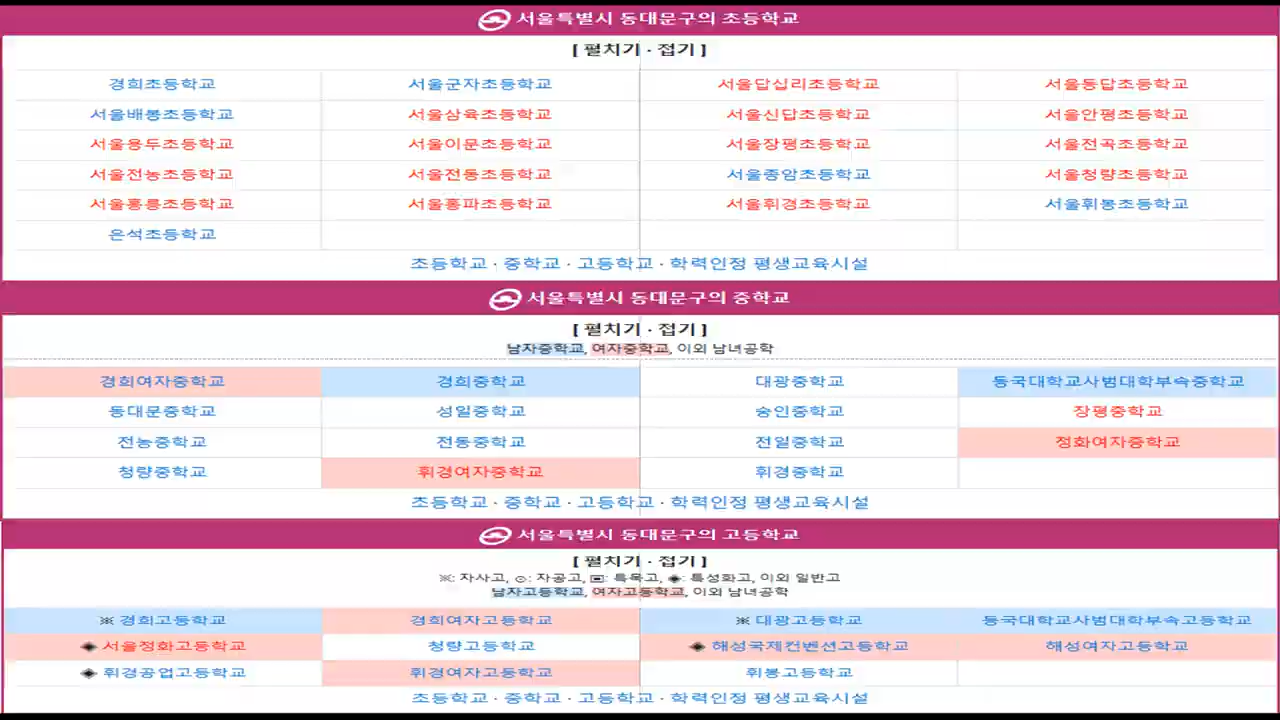 서울특별시 동대문구의 초등학교
[ 펼치기 · 접기 ]
경희초등학교 서울군자초등학교 서울답십리초등학교 서울동답초등학교
서울배봉초등학교 서울삼육초등학교 서울신답초등학교 서울안평초등학교
서울용두초등학교 서울이문초등학교 서울장평초등학교 서울전곡초등학교
서울전농초등학교 서울전동초등학교 서울종암초등학교 서울청량초등학교
서울홍릉초등학교 서울홍파초등학교 서울휘경초등학교 서울휘봉초등학교
은석초등학교
초등학교 · 중학교 · 고등학교 · 학력인정 평생교육시설
서울특별시 동대문구의 중학교
[ 펼치기 · 접기 ]
남자중학교, 여자중학교, 이외 남녀공학
경희여자중학교 경희중학교 대광중학교 동국대학교사범대학부속중학교
동대문중학교 성일중학교 숭인중학교 장평중학교
전농중학교 전동중학교 전일중학교 정화여자중학교
청량중학교 휘경여자중학교 휘경중학교
초등학교 · 중학교 · 고등학교 · 학력인정 평생교육시설
서울특별시 동대문구의 고등학교
[ 펼치기 · 접기 ]
※: 자사고, ⊙: 자공고, ▣: 특목고, ◈: 특성화고, 이외 일반고
남자고등학교, 여자고등학교, 이외 남녀공학
※ 경희고등학교 경희여자고등학교 ※ 대광고등학교 동국대학교사범대학부속고등학교
◈ 서울정화고등학교 청량고등학교 ◈ 해성국제컨벤션고등학교 해성여자고등학교
◈ 휘경공업고등학교 휘경여자고등학교 휘봉고등학교
초등학교 · 중학교 · 고등학교 · 학력인정 평생교육시설